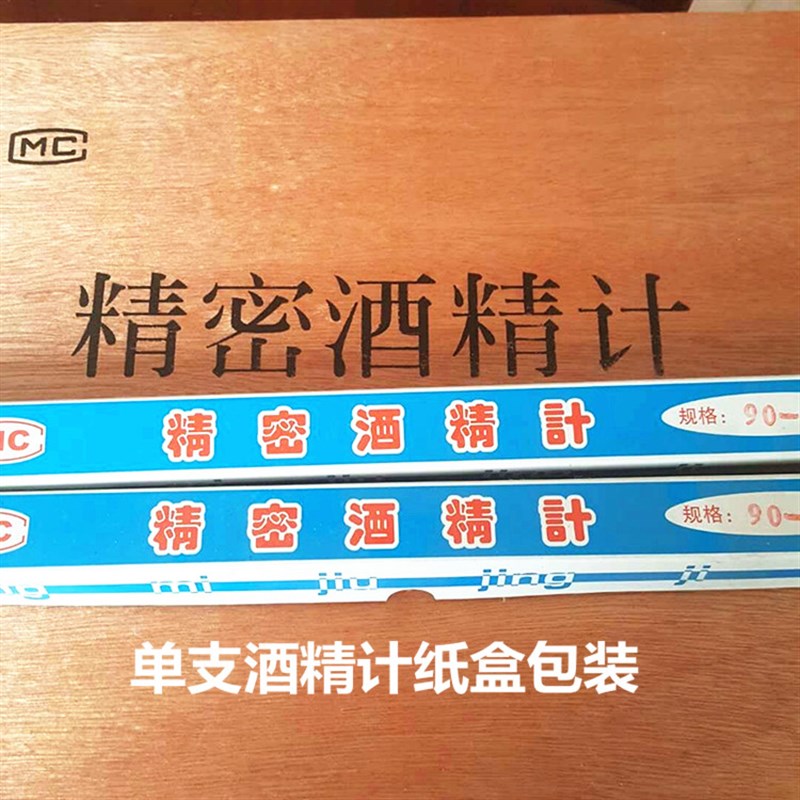 MC
精密酒精计
MC 精密酒精計 规格：90-
精密酒精計 规格：90-
mi jiu jing ji
单支酒精计纸盒包装